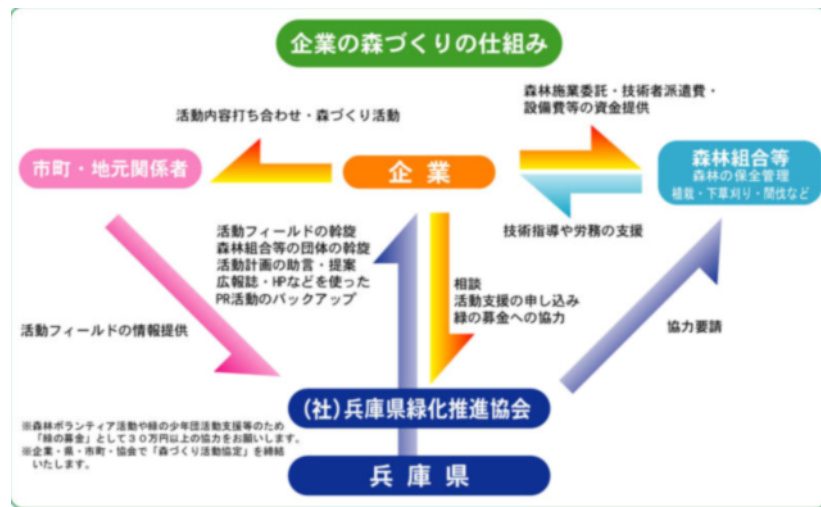 企業の森づくりの仕組み
森林施業委託・技術者派遣費・
設備費等の資金提供
活動内容打ち合わせ・森づくり活動
市町・地元関係者
企業
森林組合等
森林の保全管理
植栽・下草刈り・間伐など
技術指導や労務の支援
活動フィールドの斡旋
森林組合等の団体の斡旋
活動計画の助言・提案
広報誌・HPなどを使った
PR活動のバックアップ
相談
活動支援の申し込み
緑の募金への協力
活動フィールドの情報提供
協力要請
(社)兵庫県緑化推進協会
※森林ボランティア活動や緑の少年団活動支援等のため
「緑の募金」として30万円以上の協力をお願いします。
※企業・県・市町・協会で「森づくり活動協定」を締結
いたします。
兵庫県